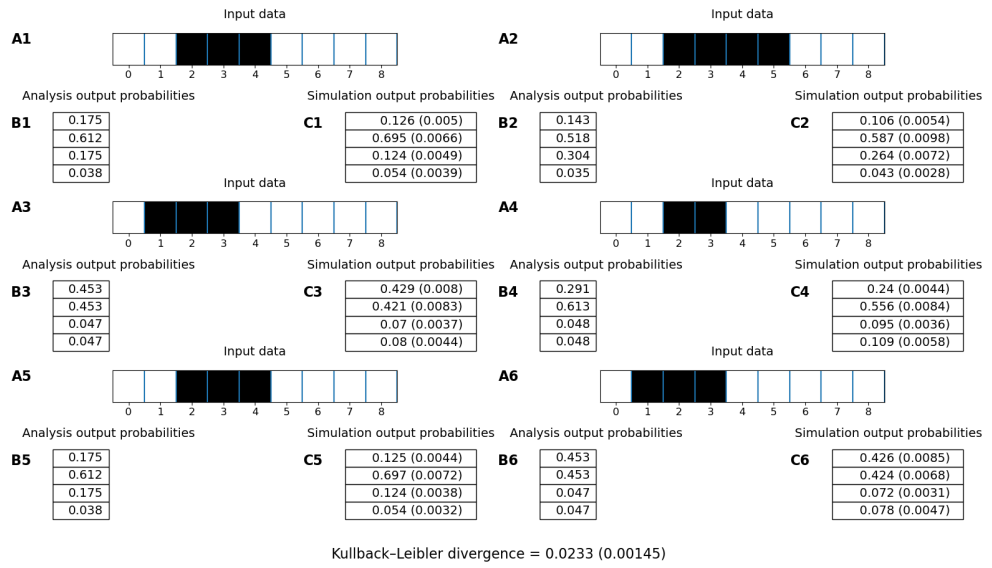 Input data
A1
0 1 2 3 4 5 6 7 8
Analysis output probabilities
Simulation output probabilities
B1
0.175
0.612
0.175
0.038
C1
0.126 (0.005)
0.695 (0.0066)
0.124 (0.0049)
0.054 (0.0039)
Input data
A2
0 1 2 3 4 5 6 7 8
Analysis output probabilities
Simulation output probabilities
B2
0.143
0.518
0.304
0.035
C2
0.106 (0.0054)
0.587 (0.0098)
0.264 (0.0072)
0.043 (0.0028)
Input data
A3
0 1 2 3 4 5 6 7 8
Analysis output probabilities
Simulation output probabilities
B3
0.453
0.453
0.047
0.047
C3
0.429 (0.008)
0.421 (0.0083)
0.07 (0.0037)
0.08 (0.0044)
Input data
A4
0 1 2 3 4 5 6 7 8
Analysis output probabilities
Simulation output probabilities
B4
0.291
0.613
0.048
0.048
C4
0.24 (0.0044)
0.556 (0.0084)
0.095 (0.0036)
0.109 (0.0058)
Input data
A5
0 1 2 3 4 5 6 7 8
Analysis output probabilities
Simulation output probabilities
B5
0.175
0.612
0.175
0.038
C5
0.125 (0.0044)
0.697 (0.0072)
0.124 (0.0038)
0.054 (0.0032)
Input data
A6
0 1 2 3 4 5 6 7 8
Analysis output probabilities
Simulation output probabilities
B6
0.453
0.453
0.047
0.047
C6
0.426 (0.0085)
0.424 (0.0068)
0.072 (0.0031)
0.078 (0.0047)
Kullback–Leibler divergence = 0.0233 (0.00145)